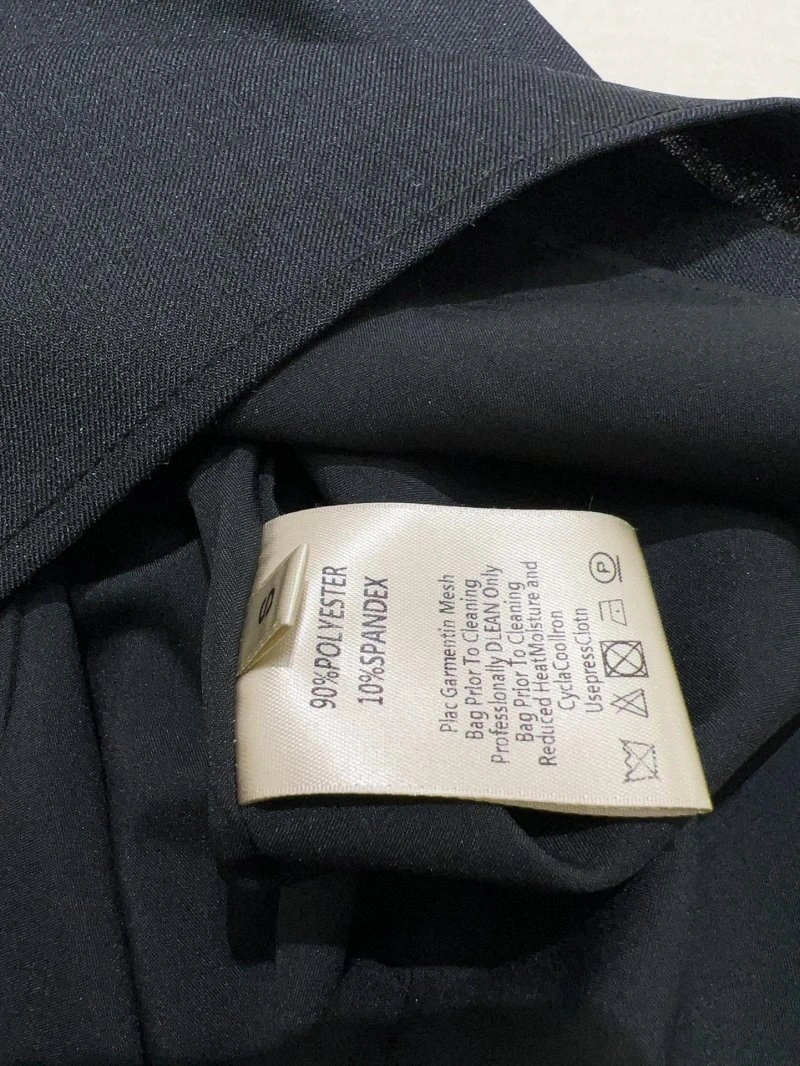 S
90%POLYESTER
10%SPANDEX
Plac Garmentin Mesh
Bag Prior To Cleaning
Professionally DLEAN Only
Bag Prior To Cleaning
Reduced HeatMoisture and
CyclaCoolIron
UsepressClotn
P